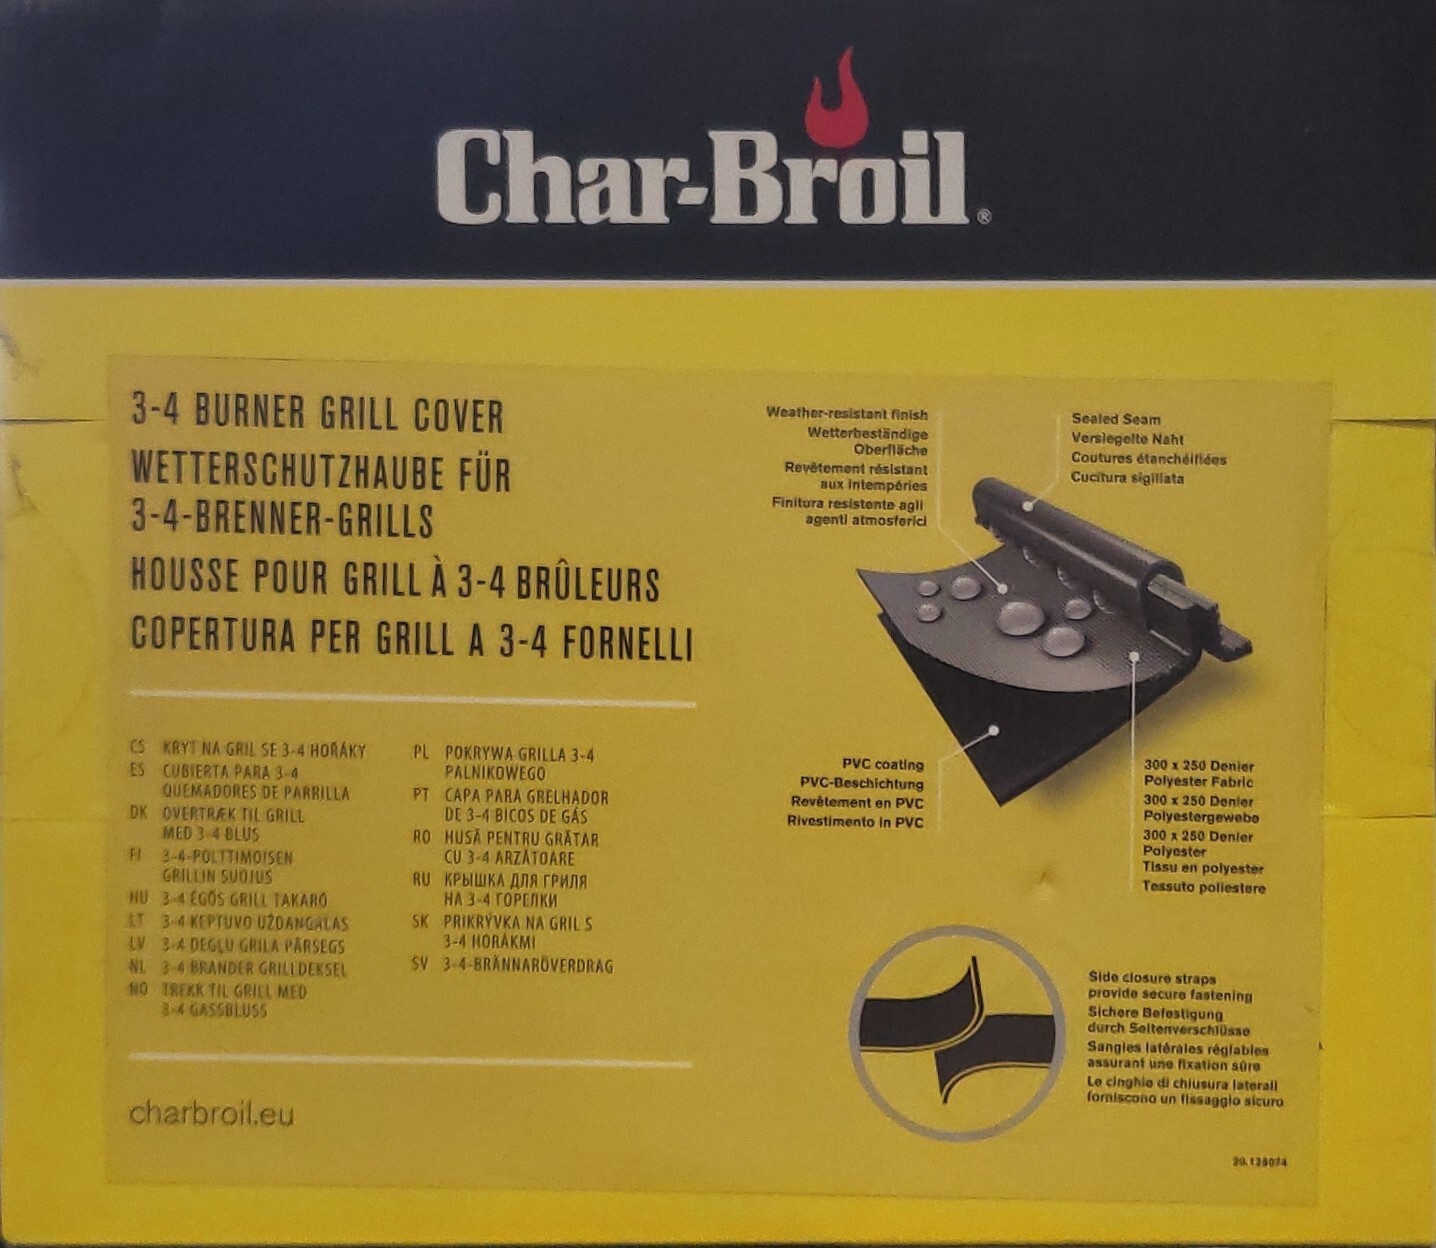 Char-Broil®
3-4 BURNER GRILL COVER
WETTERSCHUTZHAUBE FÜR
3-4-BRENNER-GRILLS
HOUSSE POUR GRILL À 3-4 BRÛLEURS
COPERTURA PER GRILL A 3-4 FORNELLI
CS KRYT NA GRIL SE 3-4 HOŘÁKY
ES CUBIERTA PARA 3-4
QUEMADORES DE PARRILLA
DK OVERTRÆK TIL GRILL
MED 3-4 BLUS
FI 3-4-POLTTIMOISEN
GRILLIN SUOJUS
HU 3-4 ÉGŐS GRILL TAKARÓ
LT 3-4 KEPTUVO UŽDANGALAS
LV 3-4 DEGĻU GRILA PĀRSEGS
NL 3-4 BRANDER GRILLDEKSEL
NO TREKK TIL GRILL MED
3-4 GASSBLUSS
PL POKRYWA GRILLA 3-4
PALNIKOWEGO
PT CAPA PARA GRELHADOR
DE 3-4 BICOS DE GÁS
RO HUSĂ PENTRU GRĂTAR
CU 3-4 ARZĂTOARE
RU КРЫШКА ДЛЯ ГРИЛЯ
НА 3-4 ГОРЕЛКИ
SK PRIKRÝVKA NA GRIL S
3-4 HORÁKMI
SV 3-4-BRÄNNARÖVERDRAG
charbroil.eu
Weather-resistant finish
Wetterbeständige
Oberfläche
Revêtement résistant
aux intempéries
Finitura resistente agli
agenti atmosferici
Sealed Seam
Versiegelte Naht
Coutures étanchéifiées
Cucitura sigillata
PVC coating
PVC-Beschichtung
Revêtement en PVC
Rivestimento in PVC
300 x 250 Denier
Polyester Fabric
300 x 250 Denier
Polyestergewebe
300 x 250 Denier
Polyester
Tissu en polyester
Tessuto poliestere
Side closure straps
provide secure fastening
Sichere Befestigung
durch Seitenverschlüsse
Sangles latérales réglables
assurant une fixation sûre
Le cinghie di chiusura laterali
forniscono un fissaggio sicuro
20.138074